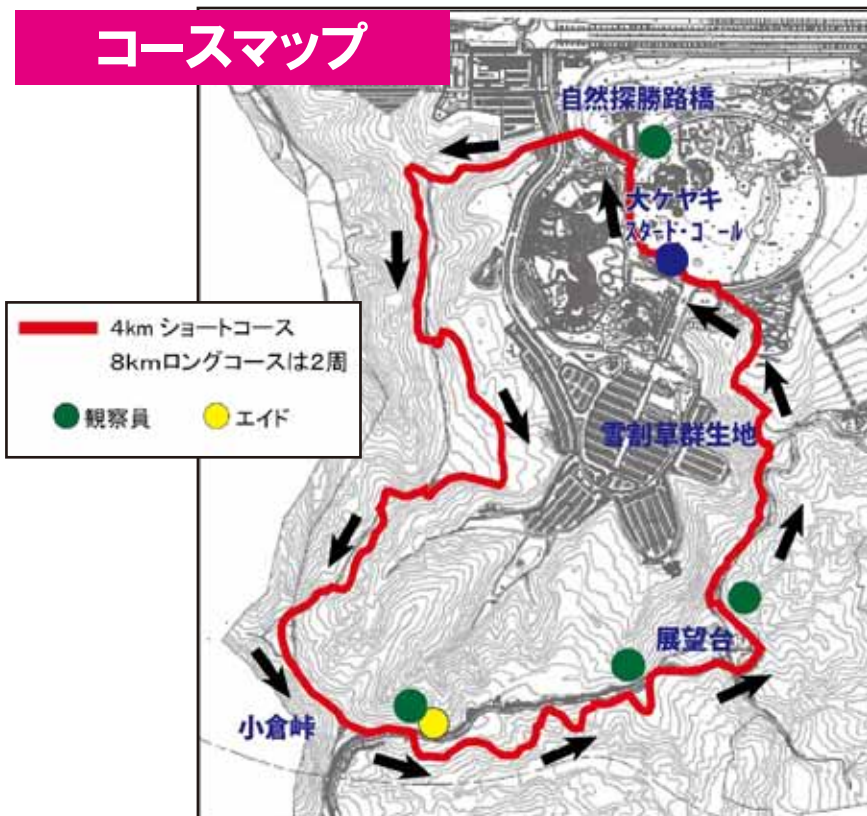 コースマップ
自然探勝路橋
大ケヤキ
スタート・ゴール
4km ショートコース
8kmロングコースは2周
観察員
エイド
雪割草群生地
展望台
小倉峠